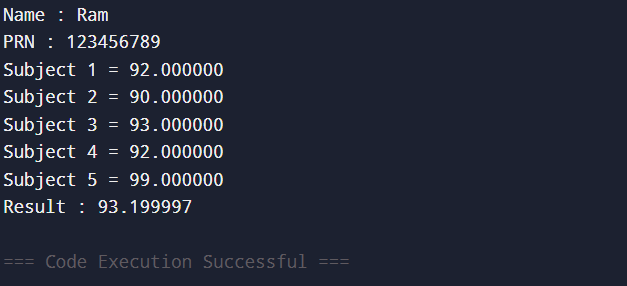 Name : Ram
PRN : 123456789
Subject 1 = 92.000000
Subject 2 = 90.000000
Subject 3 = 93.000000
Subject 4 = 92.000000
Subject 5 = 99.000000
Result : 93.199997
=== Code Execution Successful ===